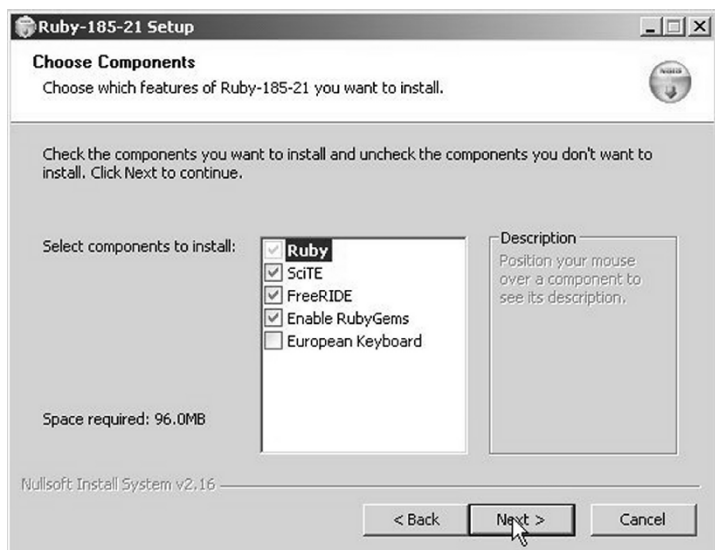 Ruby-185-21 Setup
Choose Components
Choose which features of Ruby-185-21 you want to install.
Check the components you want to install and uncheck the components you don't want to
install. Click Next to continue.
Select components to install:
Ruby
SciTE
FreeRIDE
Enable RubyGems
European Keyboard
Description
Position your mouse
over a component to
see its description.
Space required: 96.0MB
Nullsoft Install System v2.16
< Back
Next >
Cancel